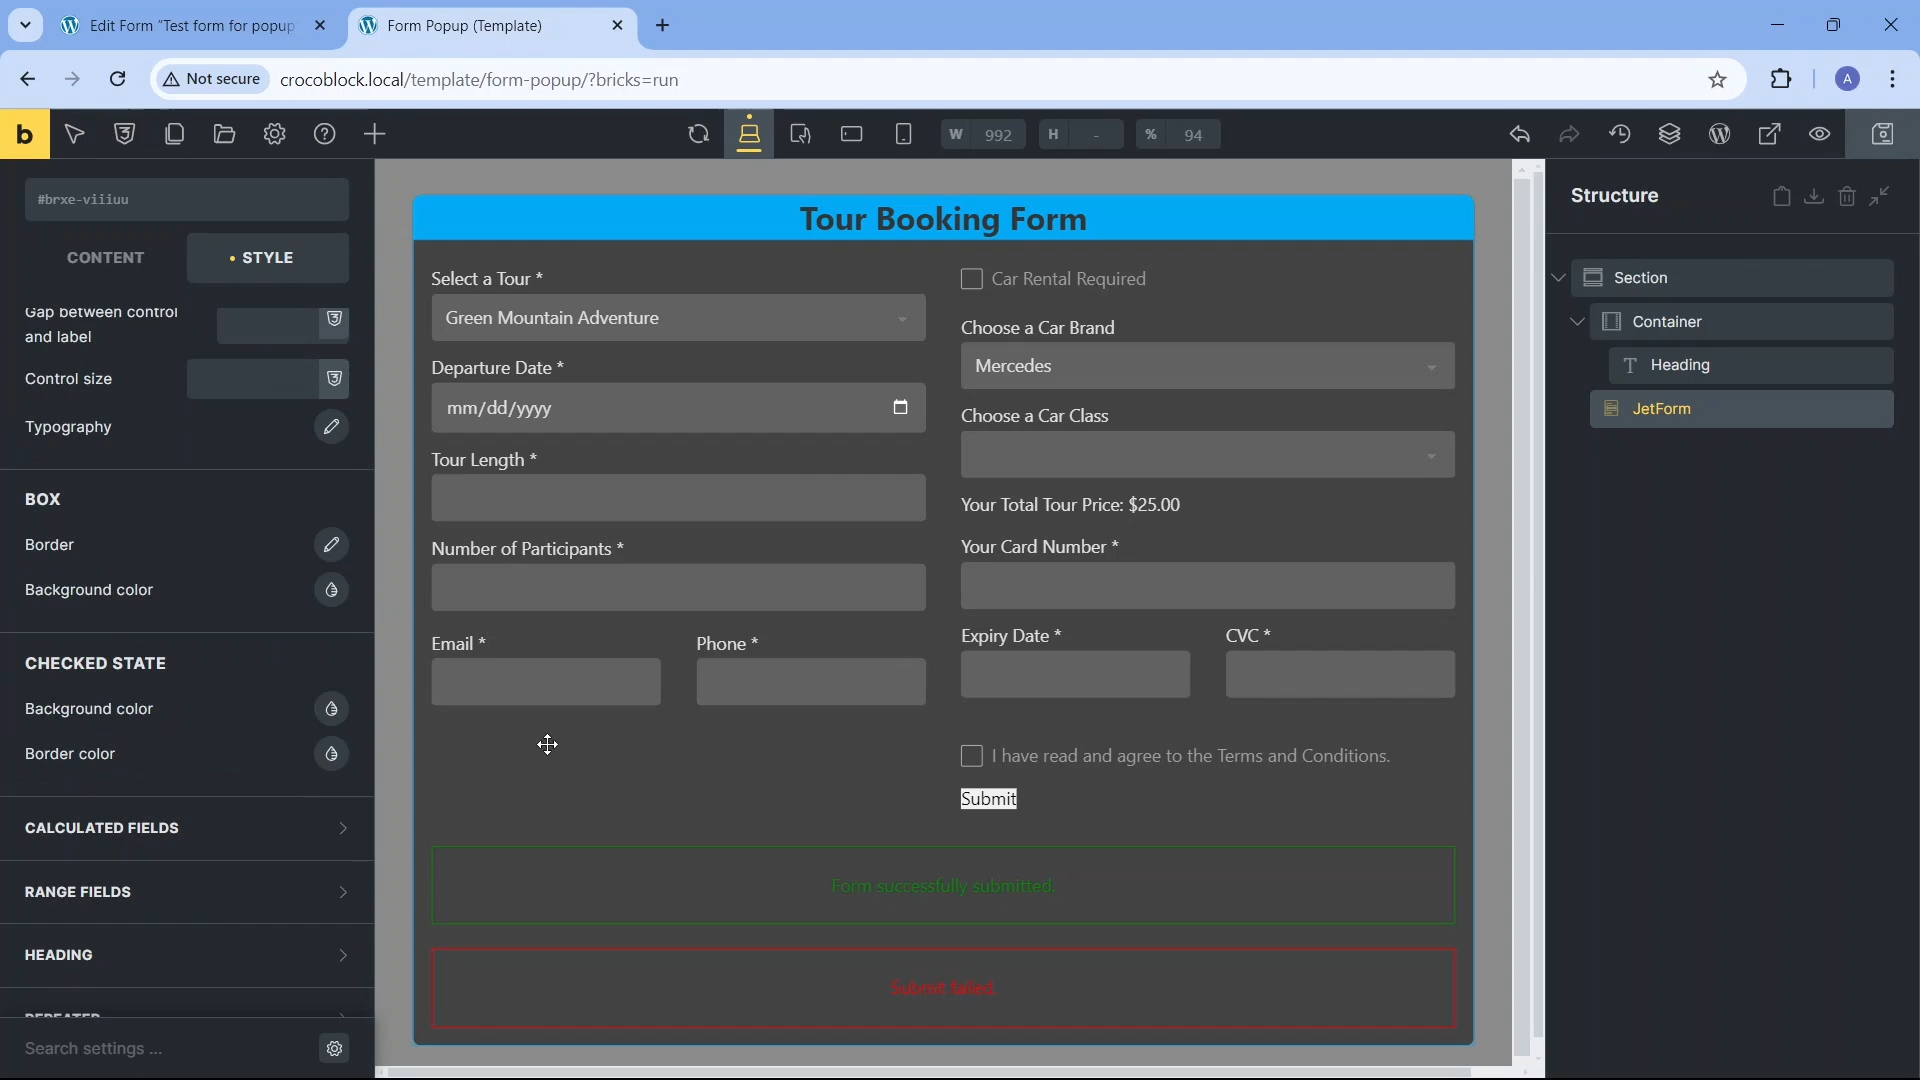 Edit Form "Test form for popup
Form Popup (Template)
Not secure
crocoblock.local/template/form-popup/?bricks=run
A
b
W 992
H -
% 94
#brxe-viiiuu
CONTENT
STYLE
Gap between control
and label
Control size
Typography
BOX
Border
Background color
CHECKED STATE
Background color
Border color
CALCULATED FIELDS
RANGE FIELDS
HEADING
REPEATER
Search settings ...
Tour Booking Form
Select a Tour *
Green Mountain Adventure
Departure Date *
mm/dd/yyyy
Tour Length *
Number of Participants *
Email *
Phone *
Car Rental Required
Choose a Car Brand
Mercedes
Choose a Car Class
Your Total Tour Price: $25.00
Your Card Number *
Expiry Date *
CVC *
I have read and agree to the Terms and Conditions.
Submit
Form successfully submitted.
Submit failed.
Structure
Section
Container
Heading
JetForm